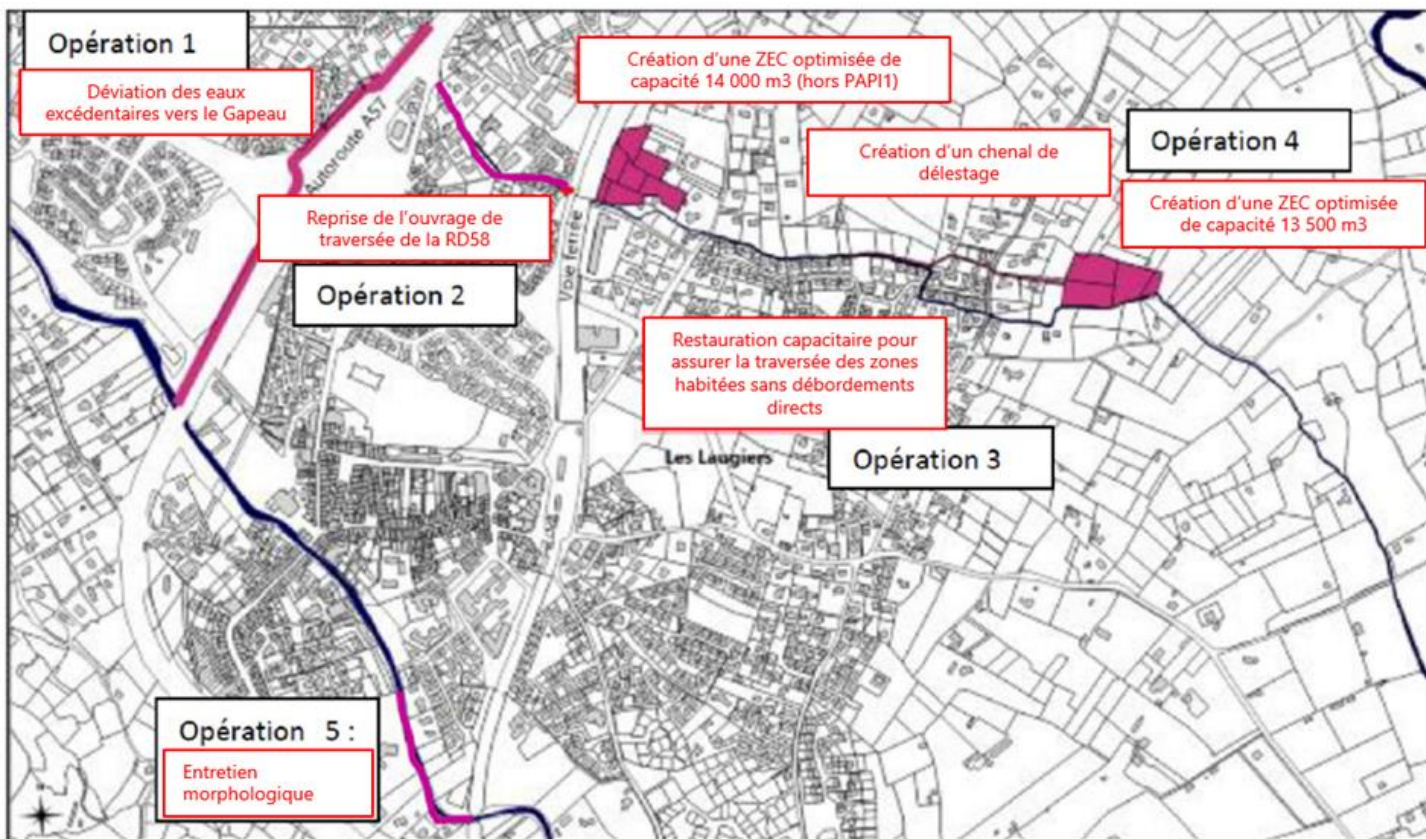 Opération 1
Déviation des eaux
excédentaires vers le Gapeau
Autoroute A57
Création d'une ZEC optimisée de
capacité 14 000 m3 (hors PAPI1)
Création d'un chenal de
délestage
Opération 4
Création d'une ZEC optimisée
de capacité 13 500 m3
Reprise de l'ouvrage de
traversée de la RD58
Opération 2
Voie ferrée
Restauration capacitaire pour
assurer la traversée des zones
habitées sans débordements
directs
Les Laugiers
Opération 3
Opération 5 :
Entretien
morphologique